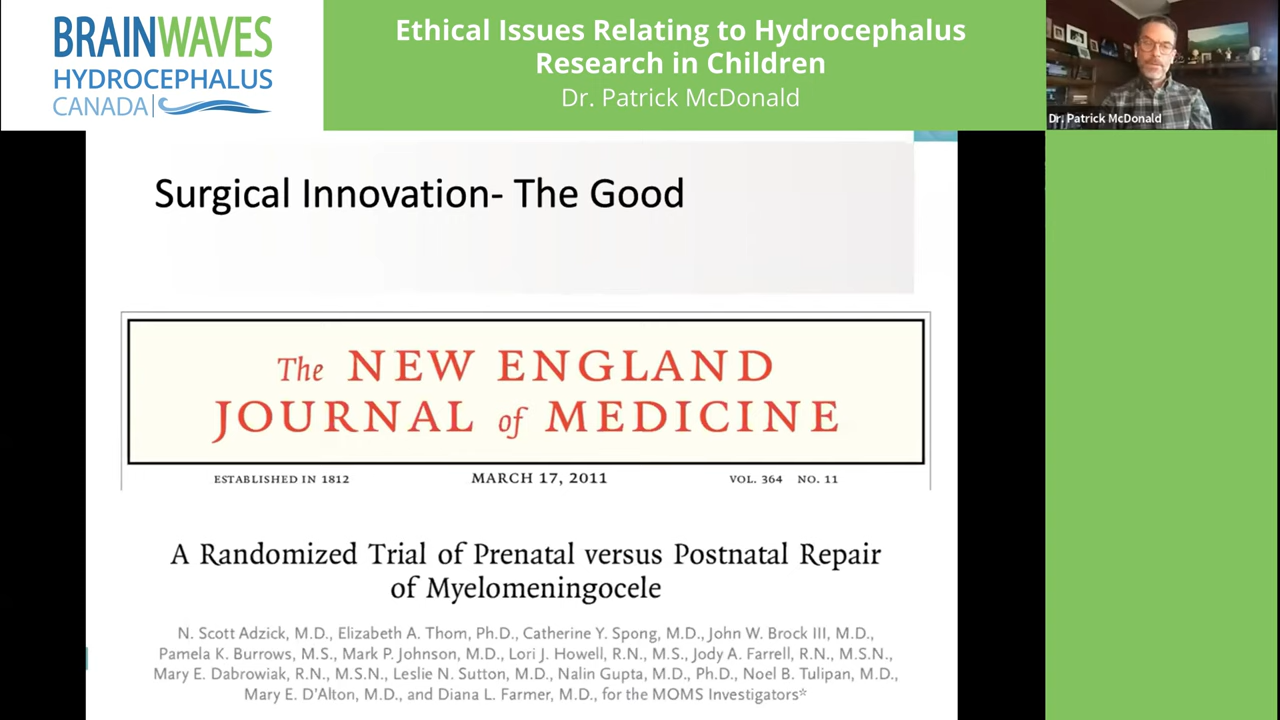 BRAINWAVES
HYDROCEPHALUS
CANADA
Ethical Issues Relating to Hydrocephalus
Research in Children
Dr. Patrick McDonald
Dr. Patrick McDonald
Surgical Innovation- The Good
The NEW ENGLAND
JOURNAL of MEDICINE
ESTABLISHED IN 1812 MARCH 17, 2011 VOL. 364 NO. 11
A Randomized Trial of Prenatal versus Postnatal Repair
of Myelomeningocele
N. Scott Adzick, M.D., Elizabeth A. Thom, Ph.D., Catherine Y. Spong, M.D., John W. Brock III, M.D.,
Pamela K. Burrows, M.S., Mark P. Johnson, M.D., Lori J. Howell, R.N., M.S., Jody A. Farrell, R.N., M.S.N.,
Mary E. Dabrowiak, R.N., M.S.N., Leslie N. Sutton, M.D., Nalin Gupta, M.D., Ph.D., Noel B. Tulipan, M.D.,
Mary E. D'Alton, M.D., and Diana L. Farmer, M.D., for the MOMS Investigators*